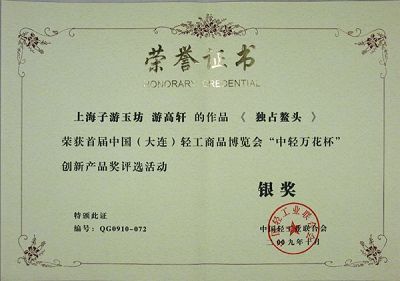 荣誉证书
HONORARY CREDENTIAL
上海子游玉坊 游高轩 的作品 《 独占鳌头 》
荣获首届中国（大连）轻工商品博览会“中轻万花杯”
创新产品奖评选活动
银奖
特颁此证
编号：QG0910-072
中国轻工业联合会
二〇〇九年十月